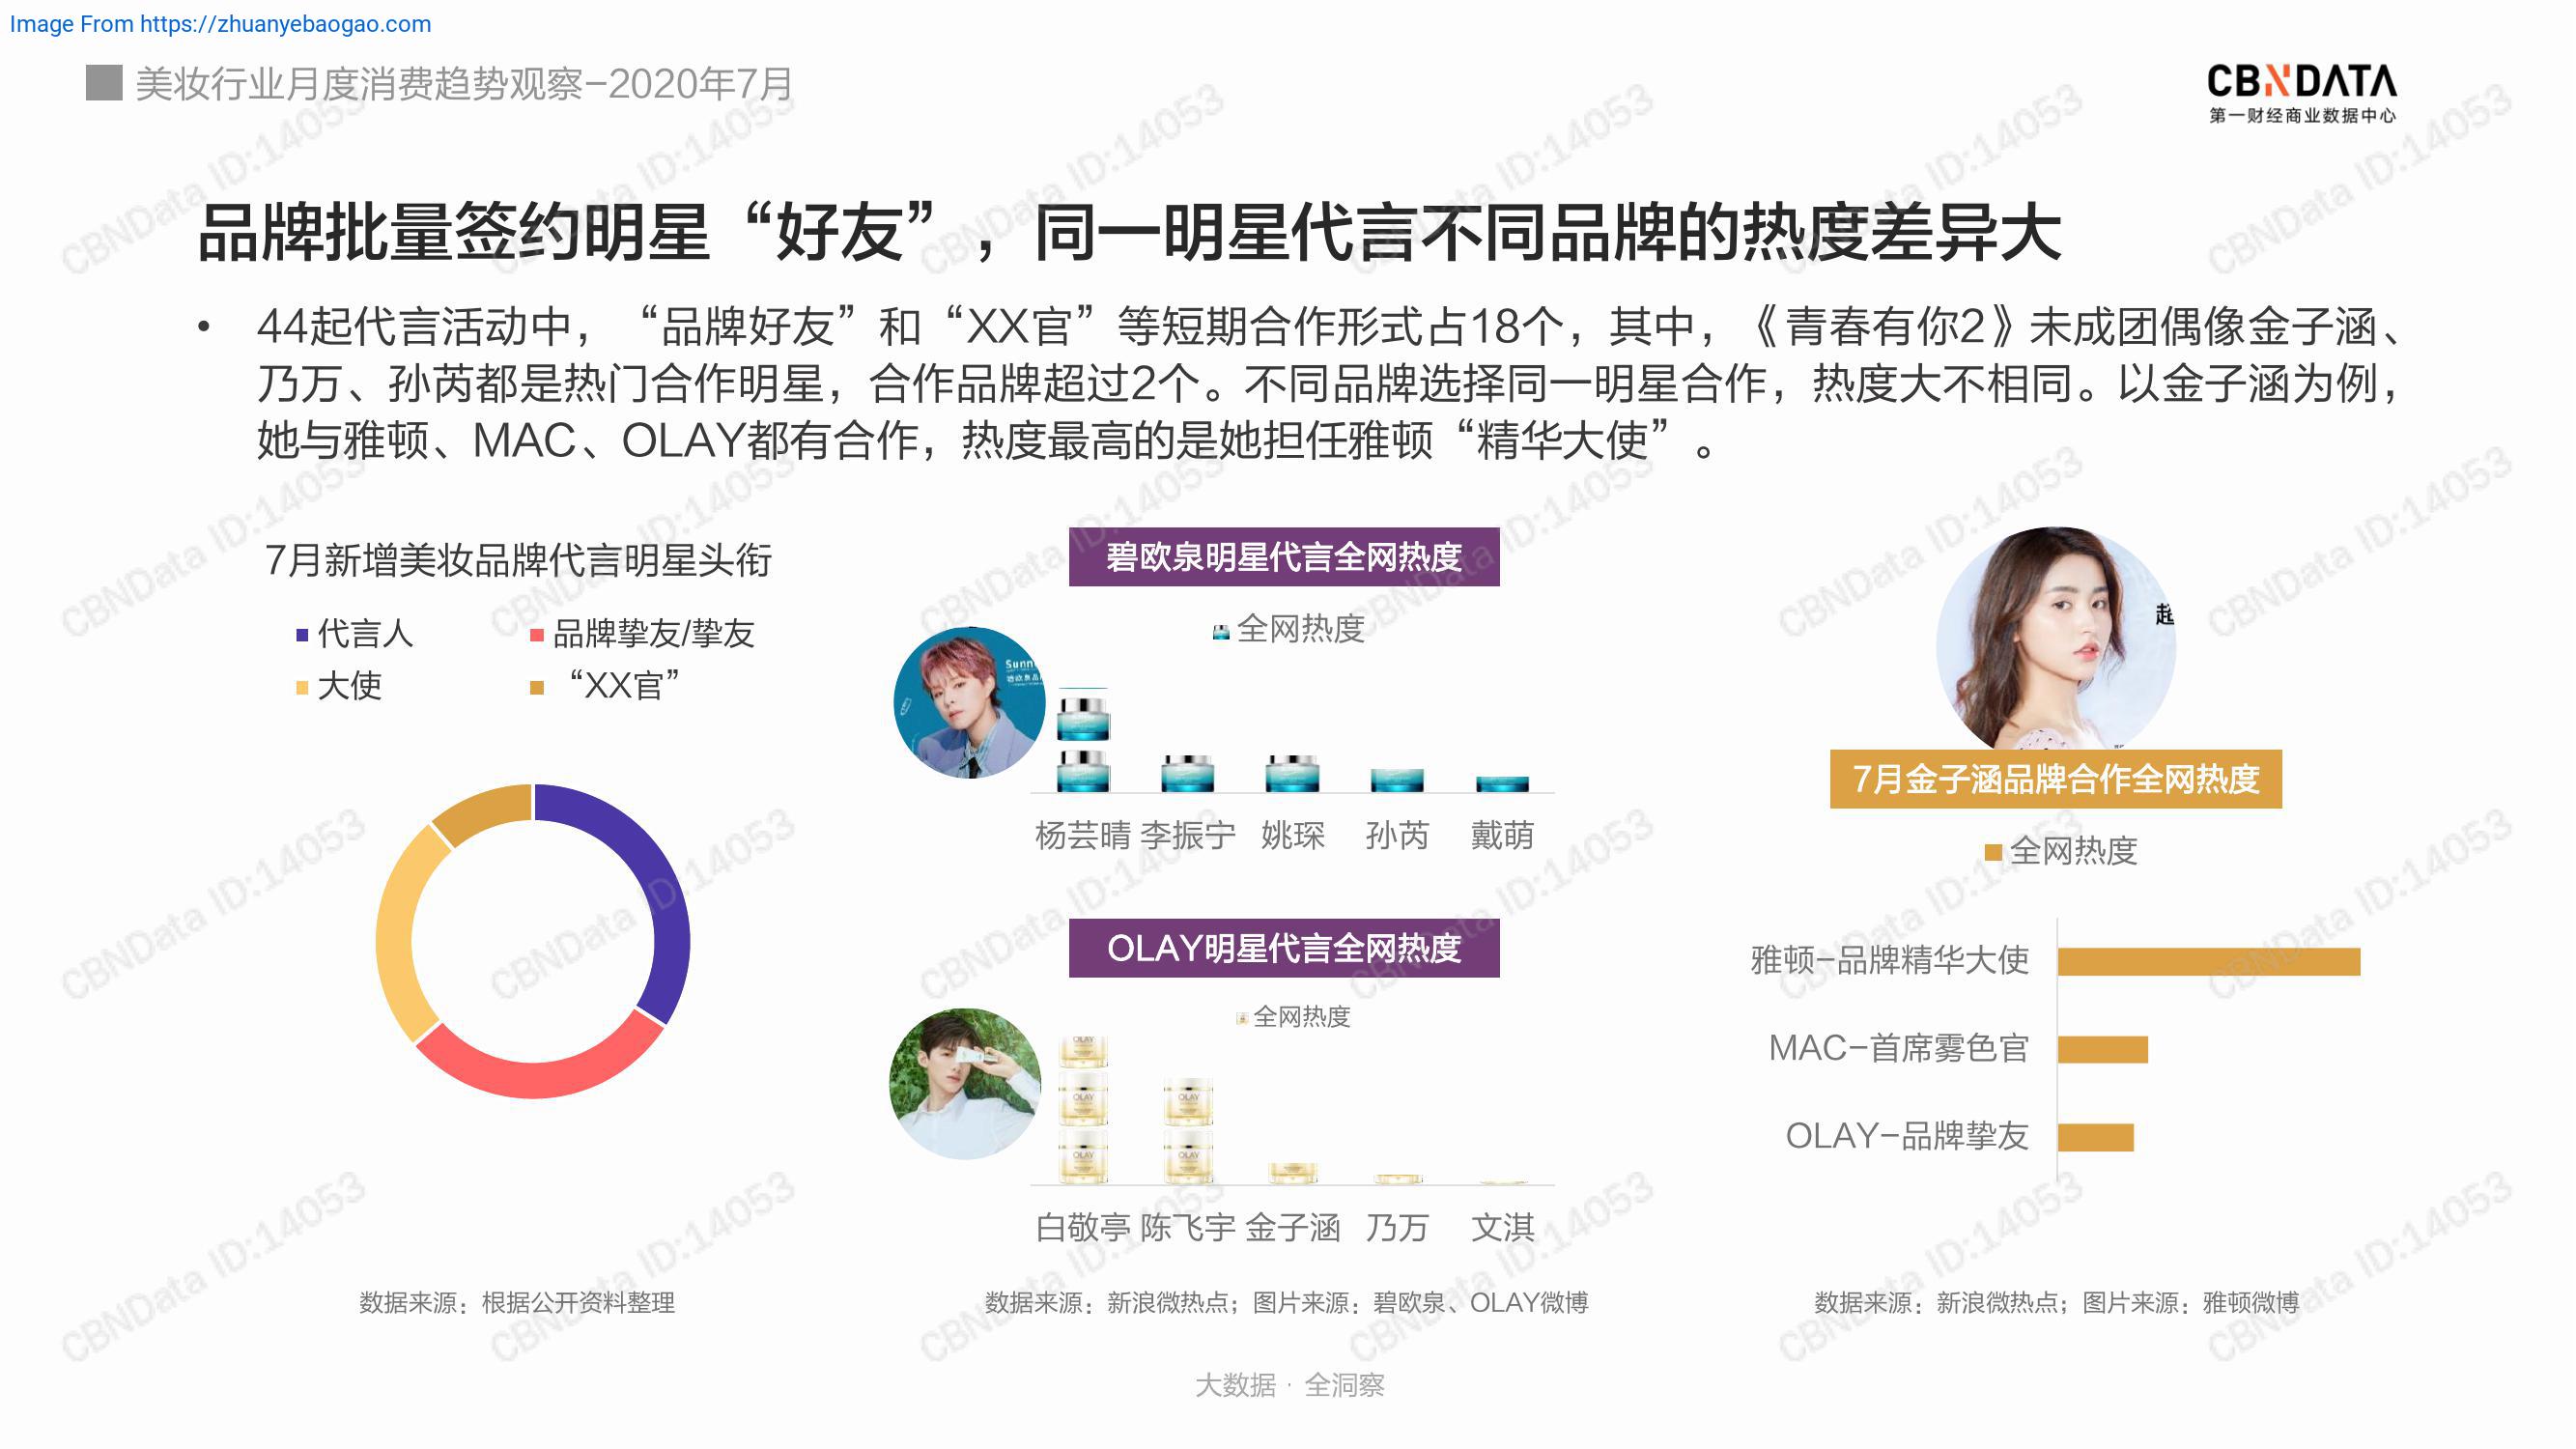 Image From https://zhuanyebaogao.com
美妆行业月度消费趋势观察–2020年7月
CBNDATA
第一财经商业数据中心
品牌批量签约明星“好友”，同一明星代言不同品牌的热度差异大
• 44起代言活动中，“品牌好友”和“XX官”等短期合作形式占18个，其中，《青春有你2》未成团偶像金子涵、
乃万、孙芮都是热门合作明星，合作品牌超过2个。不同品牌选择同一明星合作，热度大不相同。以金子涵为例，
她与雅顿、MAC、OLAY都有合作，热度最高的是她担任雅顿“精华大使”。
7月新增美妆品牌代言明星头衔
代言人
品牌挚友/挚友
大使
“XX官”
数据来源：根据公开资料整理
碧欧泉明星代言全网热度
全网热度
Sunn
杨芸晴 李振宁 姚琛 孙芮 戴萌
OLAY明星代言全网热度
全网热度
OLAY
OLAY
OLAY
OLAY
OLAY
白敬亭 陈飞宇 金子涵 乃万 文淇
数据来源：新浪微热点；图片来源：碧欧泉、OLAY微博
超
7月金子涵品牌合作全网热度
全网热度
雅顿–品牌精华大使
MAC–首席雾色官
OLAY–品牌挚友
数据来源：新浪微热点；图片来源：雅顿微博
大数据 · 全洞察
CBNData ID:14053